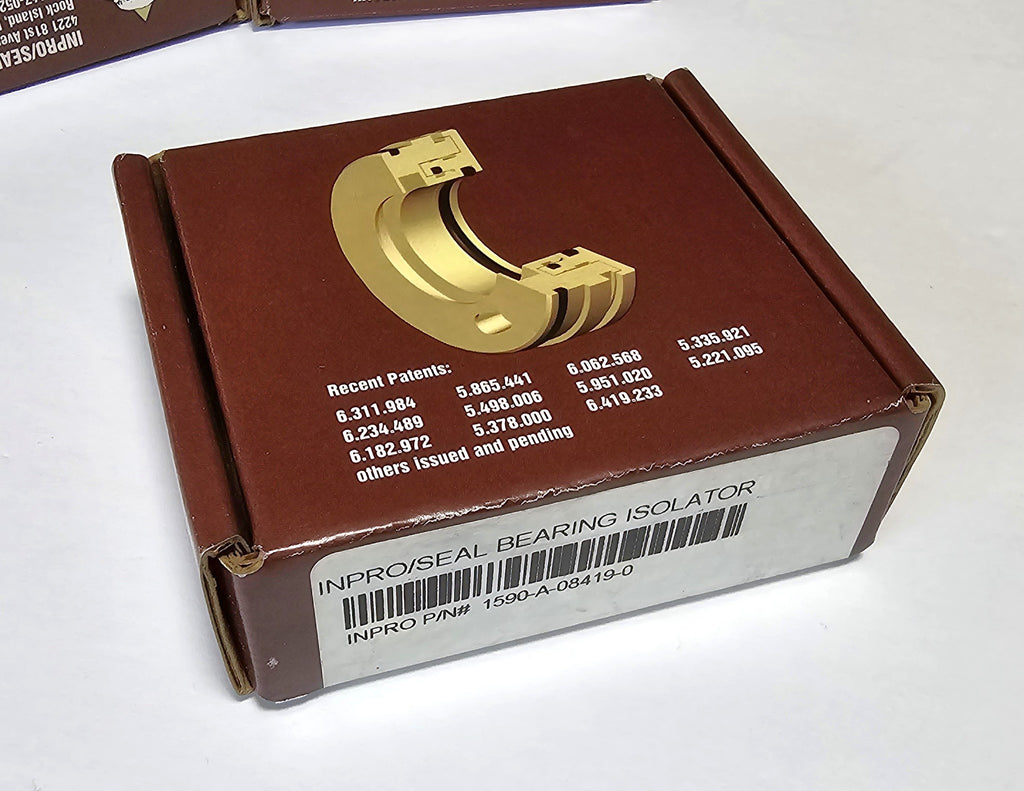 INPRO/SEAL
4221 81st Ave
Rock Island,
Recent Patents:
6.311.984 5.865.441 6.062.568 5.335.921
6.234.489 5.498.006 5.951.020 5.221.095
6.182.972 5.378.000 6.419.233
others issued and pending
INPRO/SEAL BEARING ISOLATOR
INPRO P/N# 1590-A-08419-0